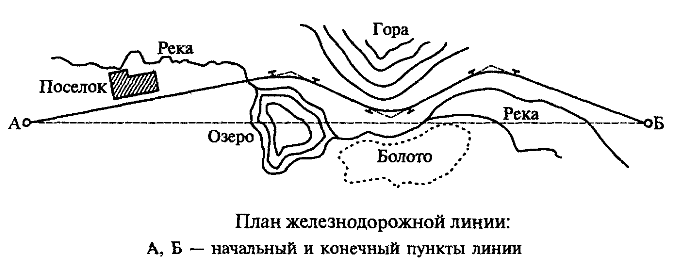 Гора
Река
Поселок
А
Озеро
Болото
Река
Б
План железнодорожной линии:
А, Б — начальный и конечный пункты линии